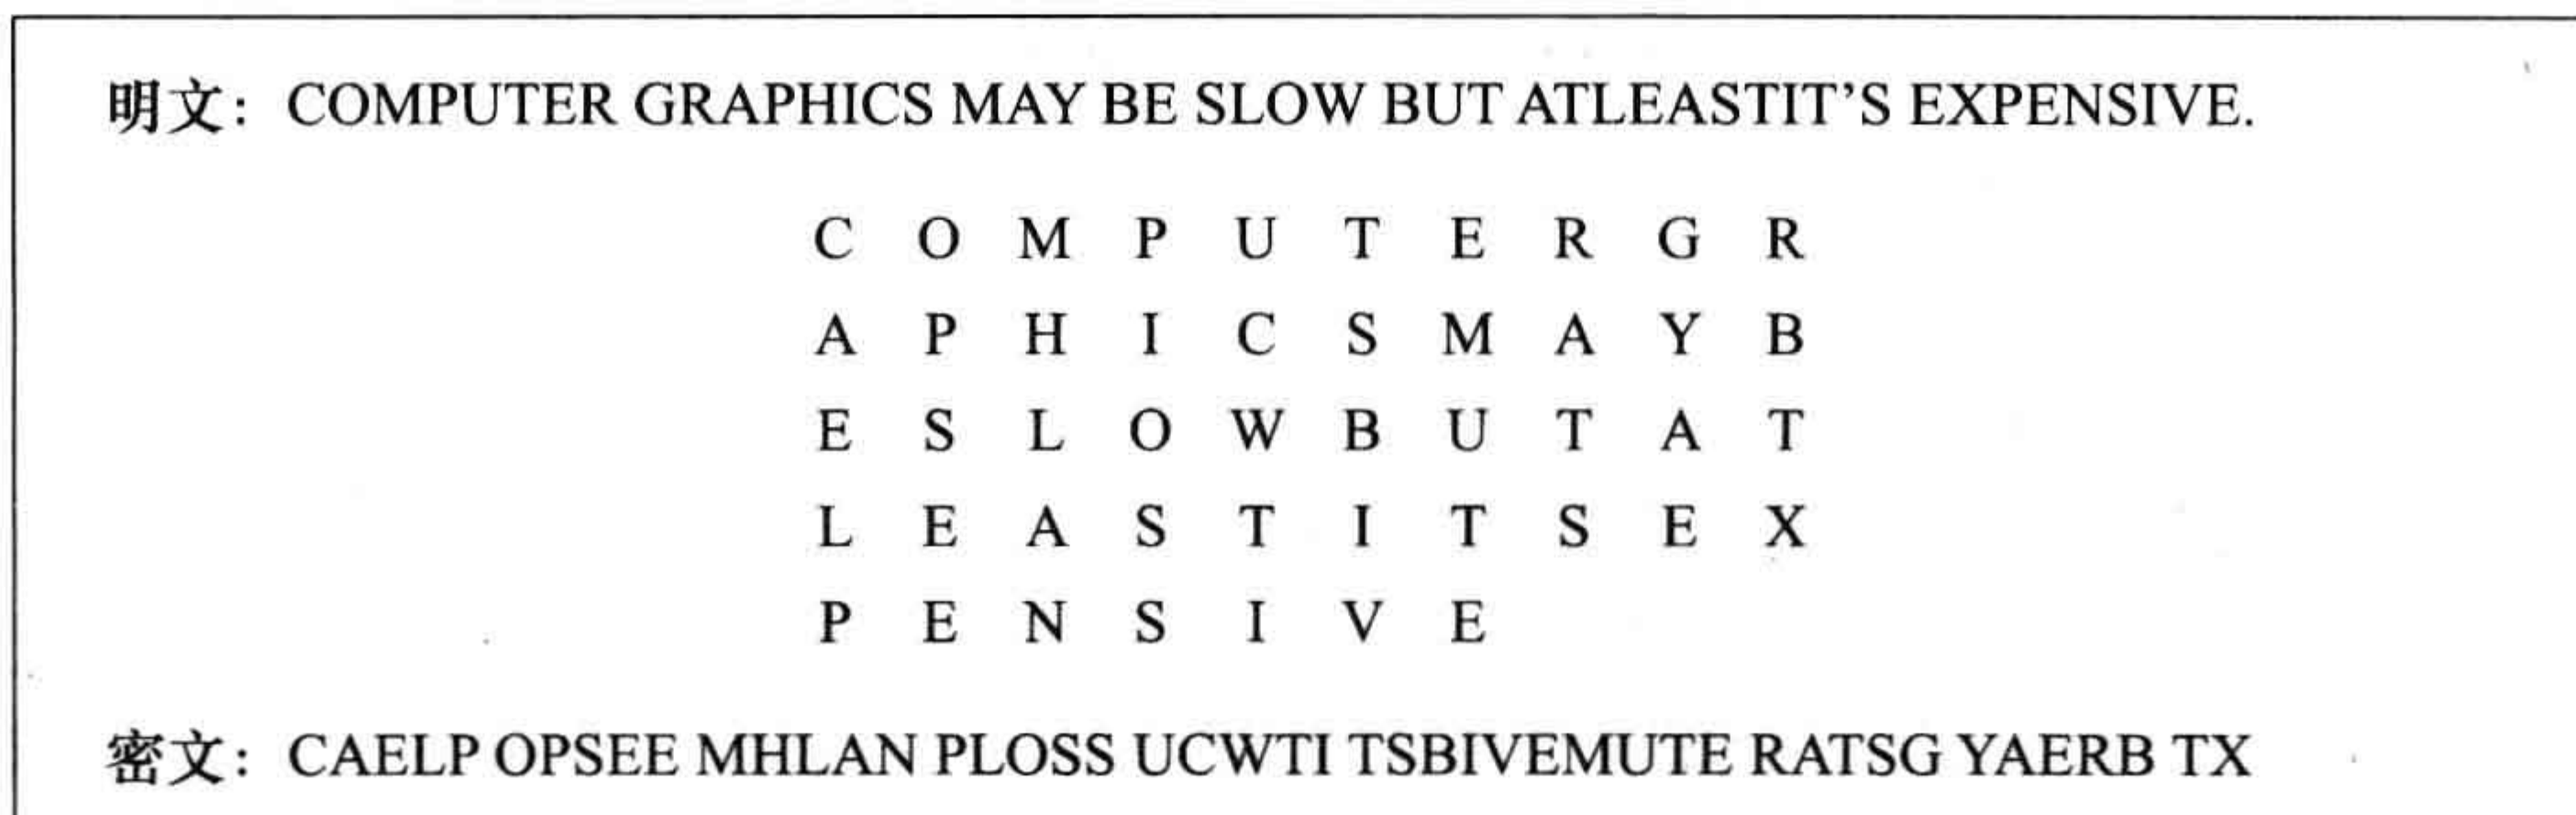 明文：COMPUTER GRAPHICS MAY BE SLOW BUT ATLEASTIT’S EXPENSIVE.
C O M P U T E R G R
A P H I C S M A Y B
E S L O W B U T A T
L E A S T I T S E X
P E N S I V E
密文：CAELP OPSEE MHLAN PLOSS UCWTI TSBIVEMUTE RATSG YAERB TX